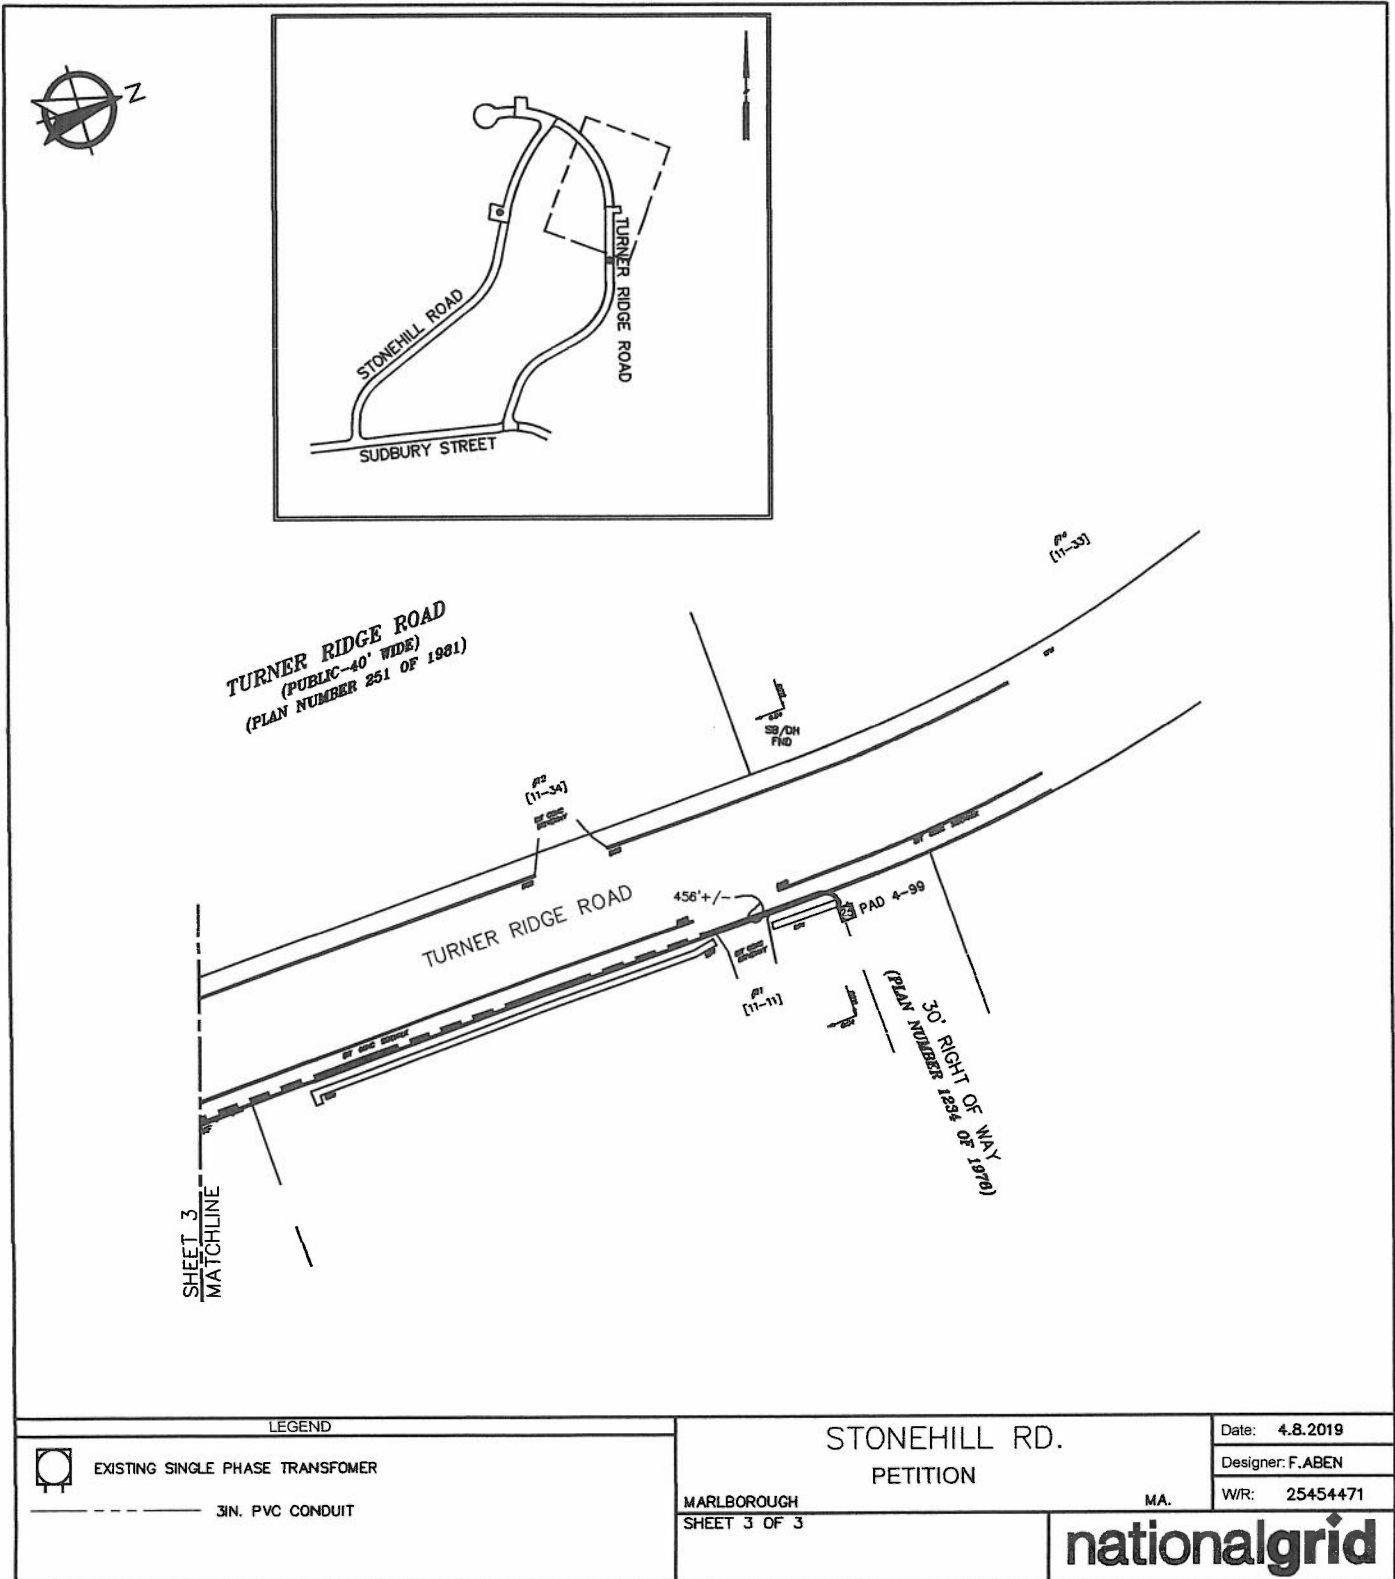 N
STONEHILL ROAD
TURNER RIDGE ROAD
SUDBURY STREET
TURNER RIDGE ROAD
(PUBLIC-40' WIDE)
(PLAN NUMBER 251 OF 1981)
[11-33]
SB/DH
FND
#12
[11-34]
TURNER RIDGE ROAD
456'+/-
25
PAD 4-99
[11-11]
30' RIGHT OF WAY
(PLAN NUMBER 1234 OF 1976)
SHEET 3
MATCHLINE
LEGEND
EXISTING SINGLE PHASE TRANSFOMER
3IN. PVC CONDUIT
STONEHILL RD.
PETITION
MARLBOROUGH MA.
SHEET 3 OF 3
Date: 4.8.2019
Designer: F.ABEN
W/R: 25454471
nationalgrid